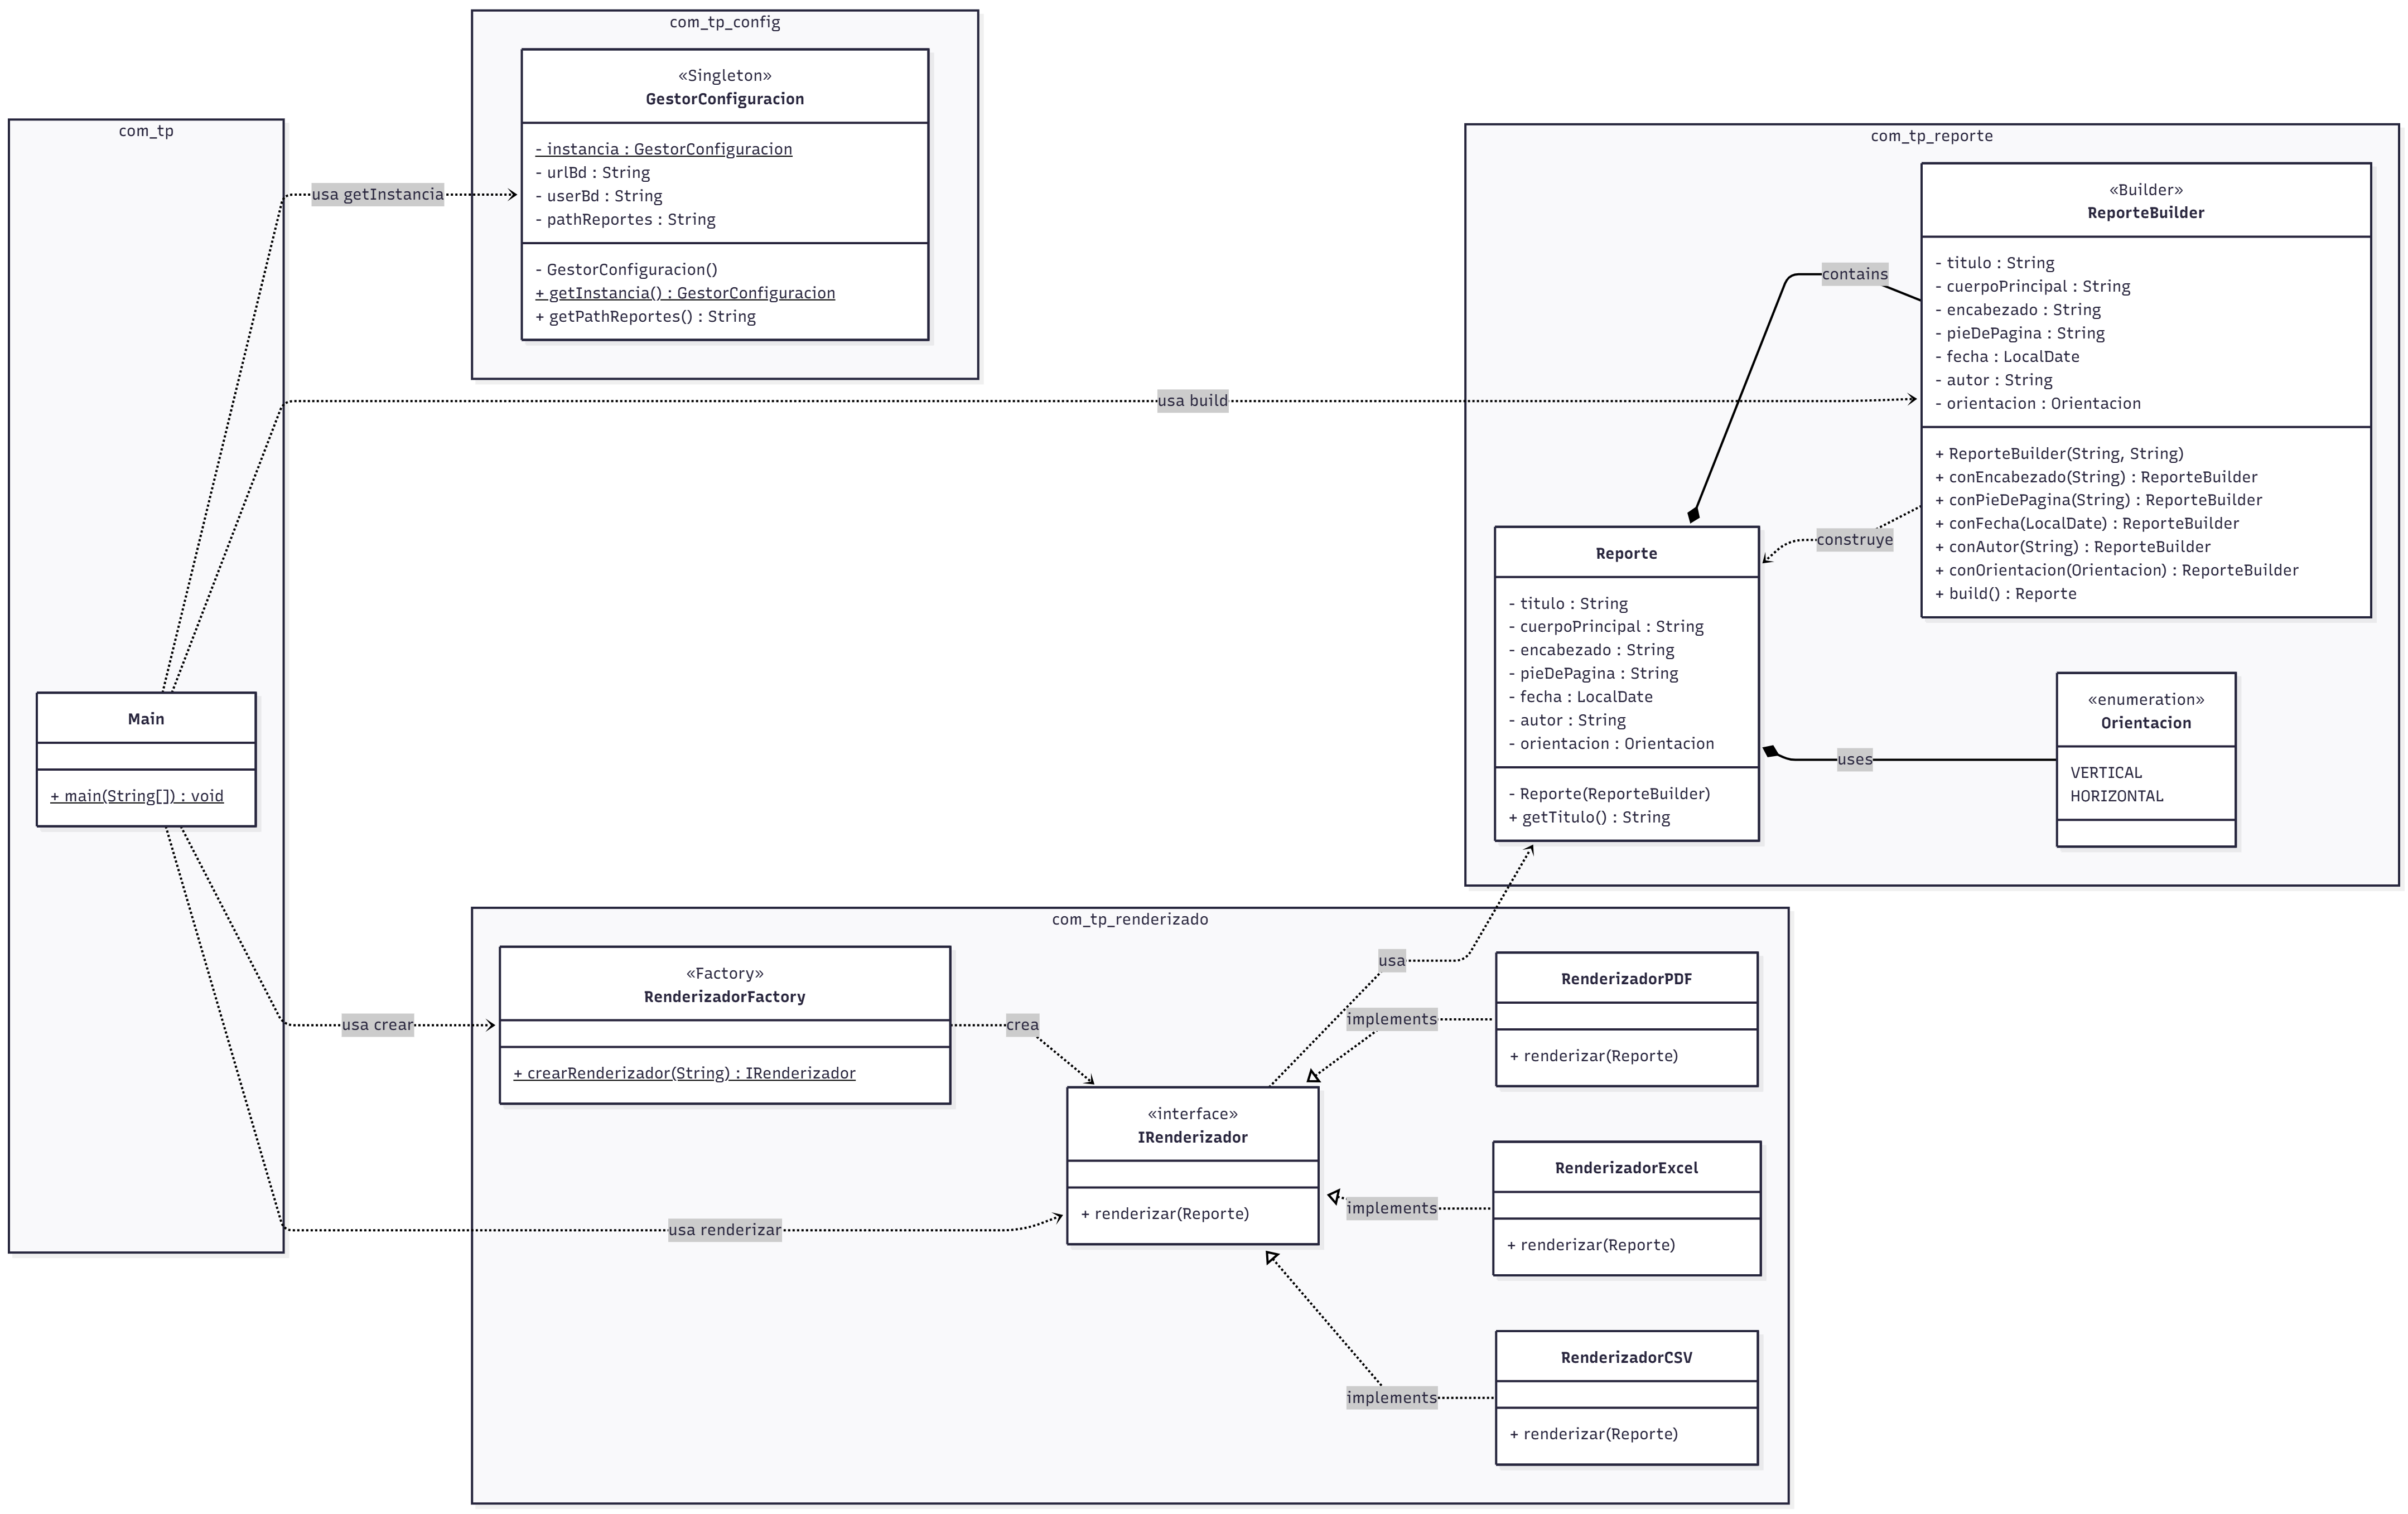 com_tp_config
«Singleton»
GestorConfiguracion
- instancia : GestorConfiguracion
- urlBd : String
- userBd : String
- pathReportes : String
- GestorConfiguracion()
+ getInstancia() : GestorConfiguracion
+ getPathReportes() : String
com_tp
usa getInstancia
usa build
Main
+ main(String[]) : void
usa crear
usa renderizar
com_tp_reporte
«Builder»
ReporteBuilder
- titulo : String
- cuerpoPrincipal : String
- encabezado : String
- pieDePagina : String
- fecha : LocalDate
- autor : String
- orientacion : Orientacion
+ ReporteBuilder(String, String)
+ conEncabezado(String) : ReporteBuilder
+ conPieDePagina(String) : ReporteBuilder
+ conFecha(LocalDate) : ReporteBuilder
+ conAutor(String) : ReporteBuilder
+ conOrientacion(Orientacion) : ReporteBuilder
+ build() : Reporte
contains
construye
Reporte
- titulo : String
- cuerpoPrincipal : String
- encabezado : String
- pieDePagina : String
- fecha : LocalDate
- autor : String
- orientacion : Orientacion
- Reporte(ReporteBuilder)
+ getTitulo() : String
uses
«enumeration»
Orientacion
VERTICAL
HORIZONTAL
com_tp_renderizado
«Factory»
RenderizadorFactory
+ crearRenderizador(String) : IRenderizador
crea
usa
«interface»
IRenderizador
+ renderizar(Reporte)
implements
RenderizadorPDF
+ renderizar(Reporte)
implements
RenderizadorExcel
+ renderizar(Reporte)
implements
RenderizadorCSV
+ renderizar(Reporte)